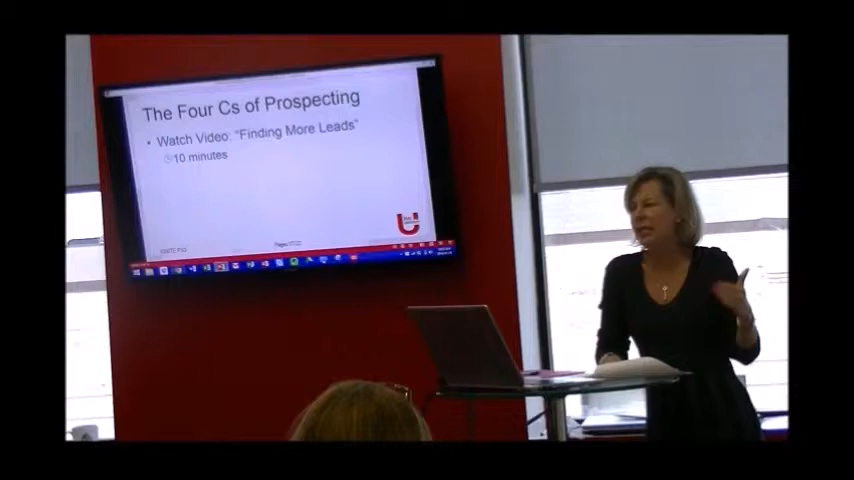 The Four Cs of Prospecting
• Watch Video: "Finding More Leads"
10 minutes